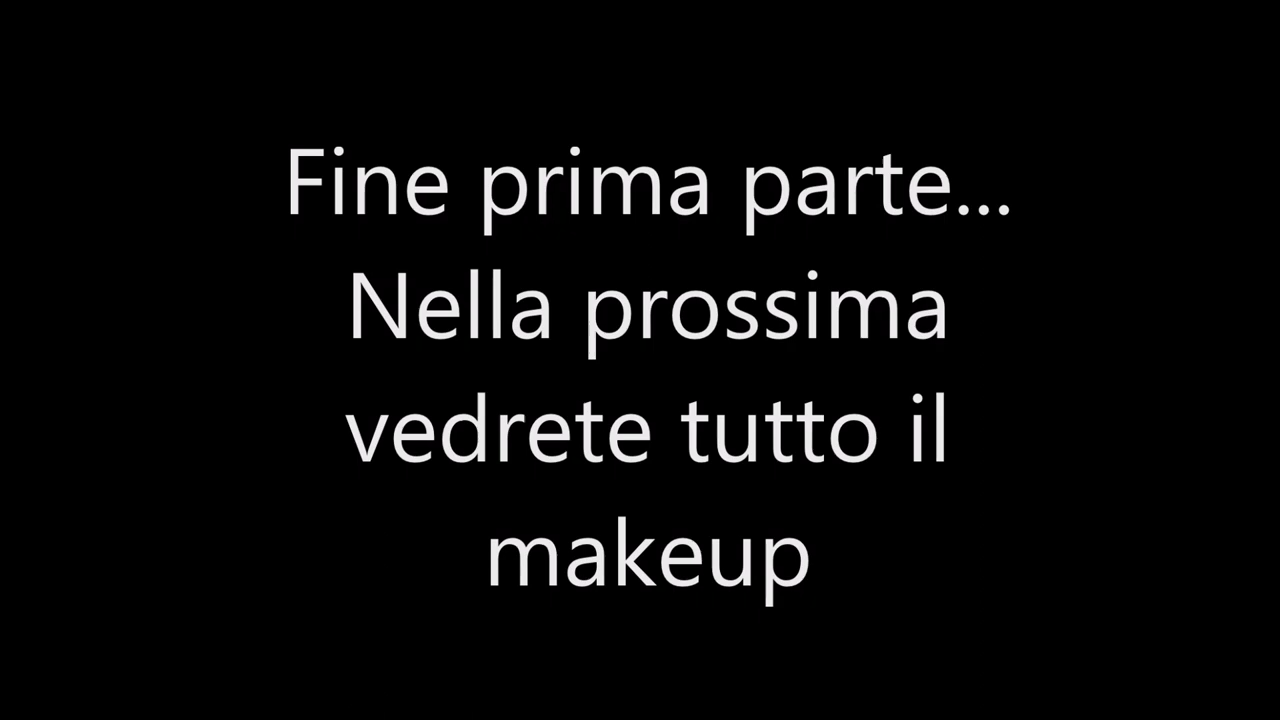 Fine prima parte...
Nella prossima
vedrete tutto il
makeup